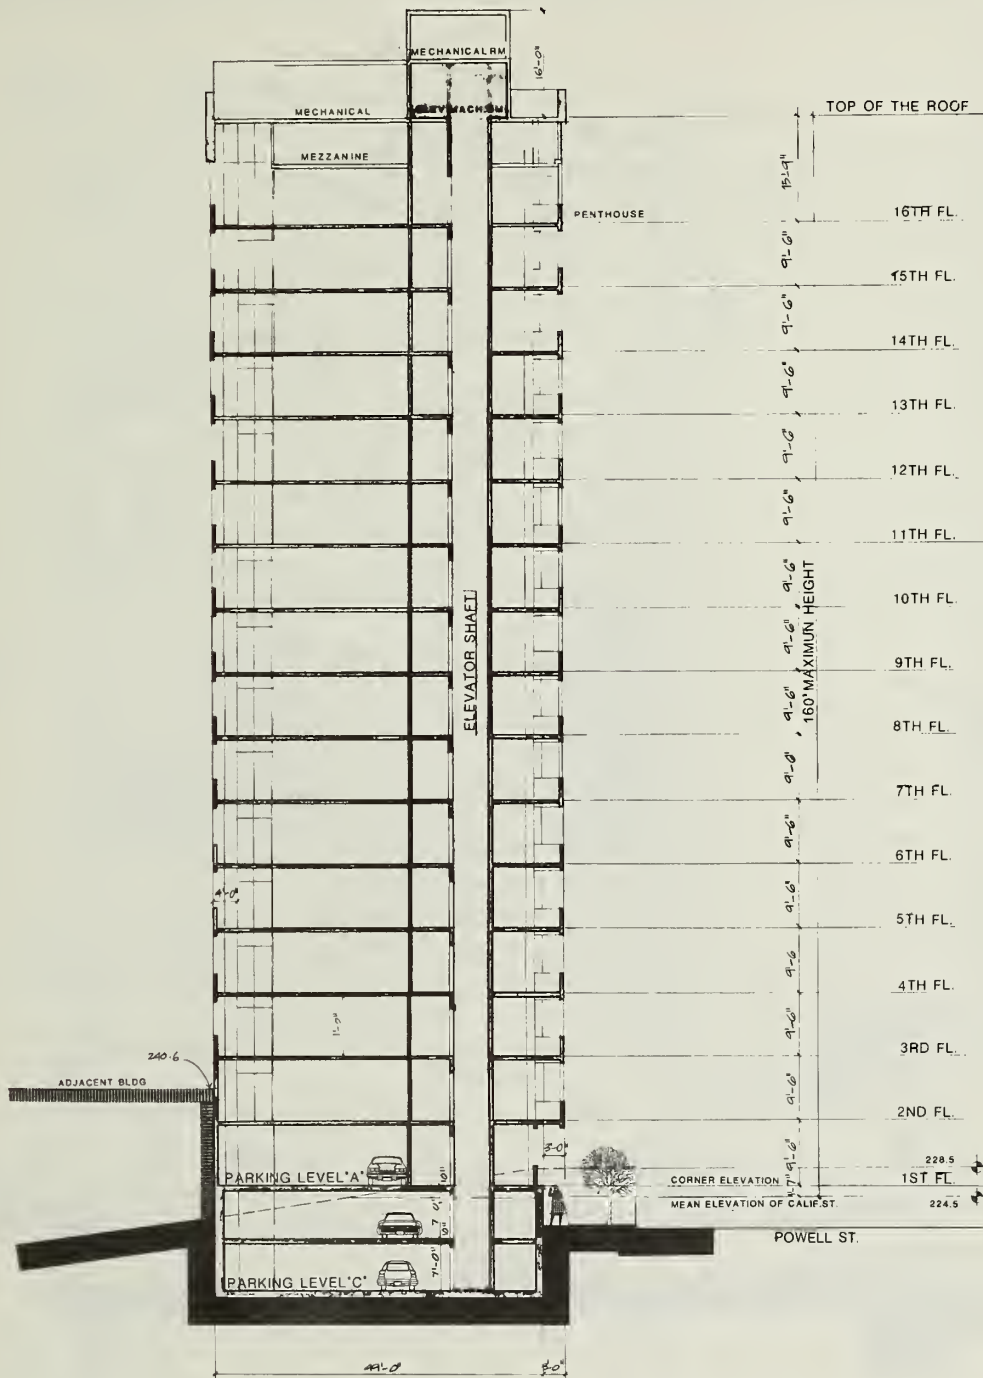 MECHANICAL RM
16'-0"
MECHANICAL
ELEV MACH RM
TOP OF THE ROOF
MEZZANINE
15'-9"
PENTHOUSE
16TH FL.
9'-6"
15TH FL.
9'-6"
14TH FL.
9'-6"
13TH FL.
9'-6"
12TH FL.
9'-6"
11TH FL.
9'-6"
10TH FL.
9'-6"
9TH FL.
9'-6"
8TH FL.
7TH FL.
9'-6"
6TH FL.
4'-0"
9'-6"
5TH FL.
9'-6
4TH FL.
1'-0"
9'-6"
3RD FL.
9'-6"
2ND FL.
ELEVATOR SHAFT
160' MAXIMUN HEIGHT
240.6
ADJACENT BLDG
3'-0"
9'-6"
228.5
PARKING LEVEL "A"
10"
CORNER ELEVATION
1ST FL.
7'-0"
MEAN ELEVATION OF CALIF. ST.
224.5
10"
POWELL ST.
7'-0"
PARKING LEVEL "C"
49'-0"